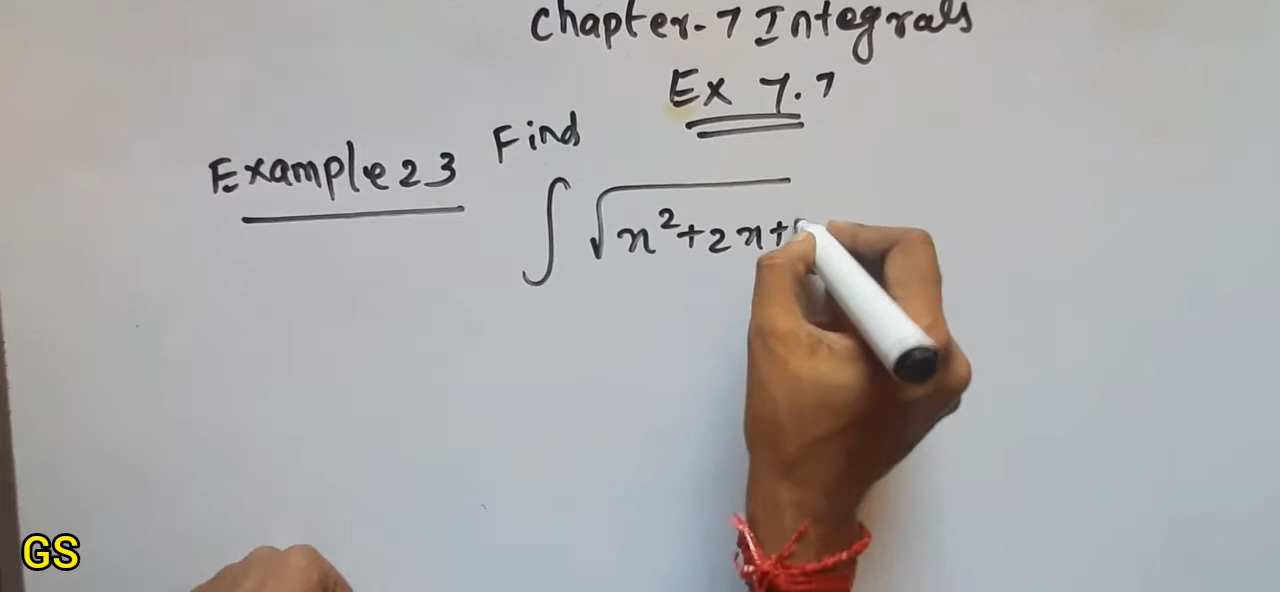 Chapter-7 Integrals
Ex 7.7
Example 23 Find
∫ √x²+2x+
GS